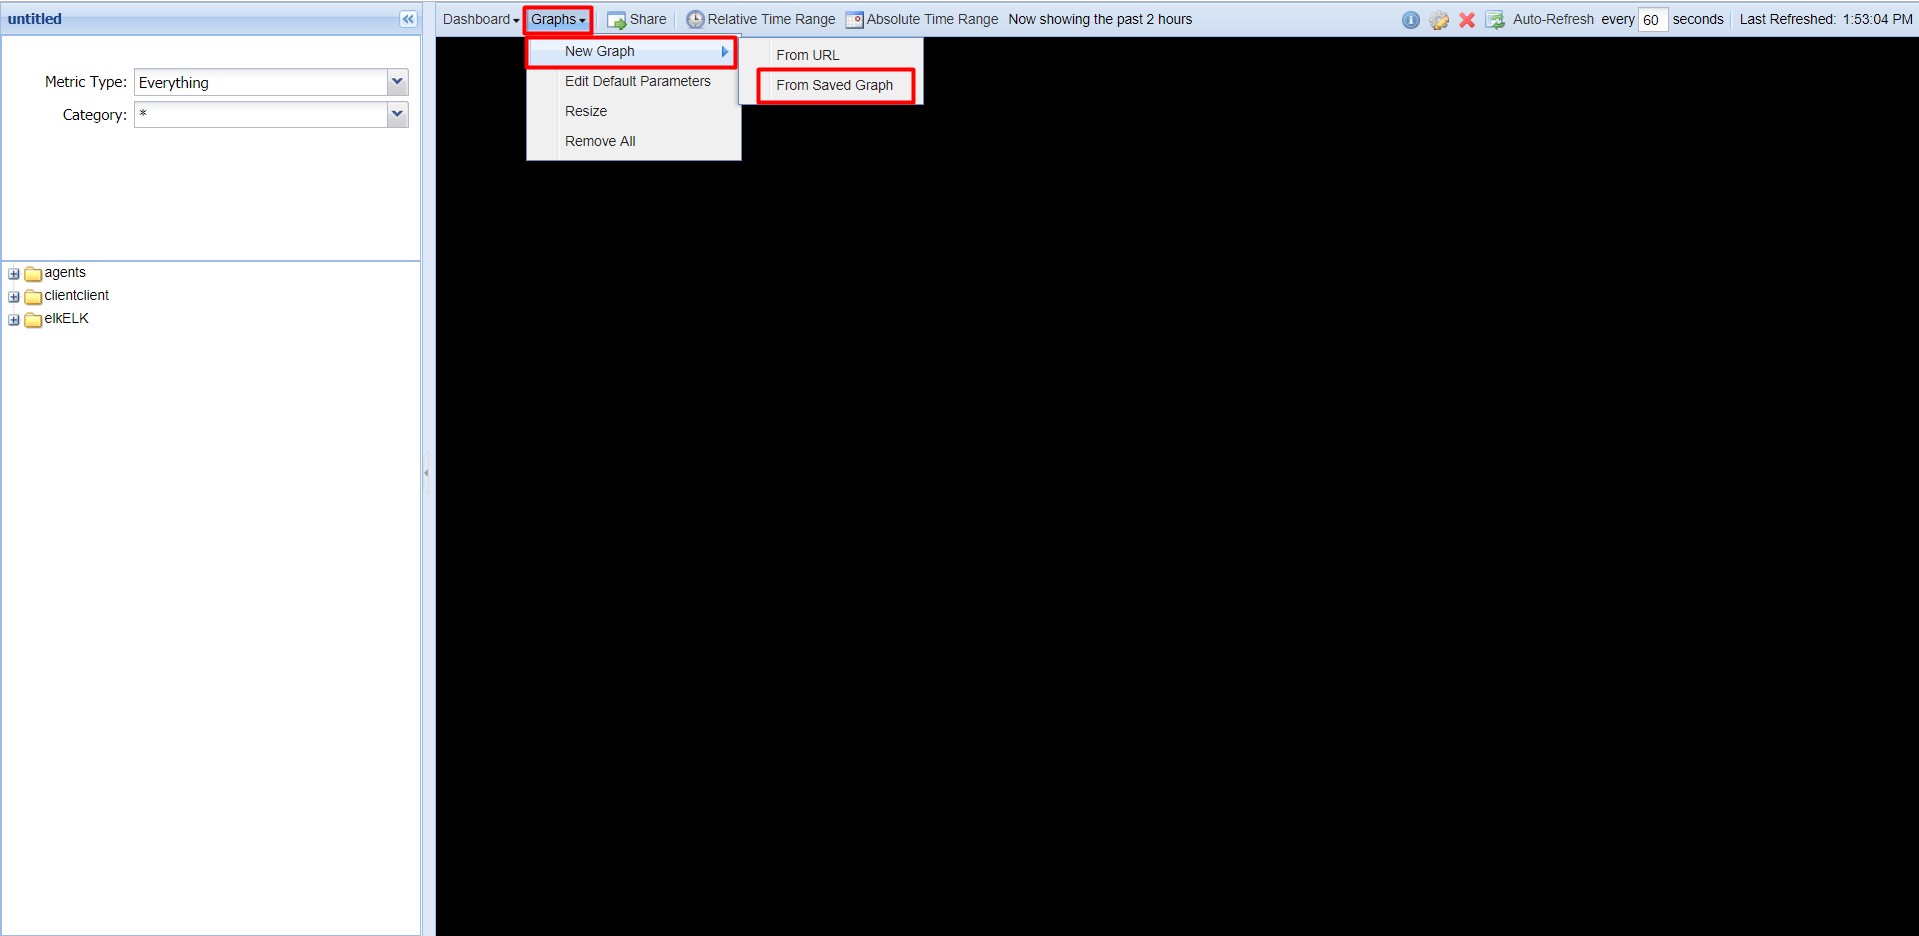 untitled
Dashboard Graphs Share Relative Time Range Absolute Time Range Now showing the past 2 hours Auto-Refresh every 60 seconds Last Refreshed: 1:53:04 PM
New Graph
Edit Default Parameters
Resize
Remove All
From URL
From Saved Graph
Metric Type: Everything
Category: *
agents
clientclient
elkELK